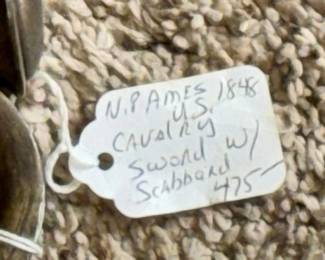 N.P AMES 1848
U.S.
CAVALRY
SWORD W/
SCABBARD
475-